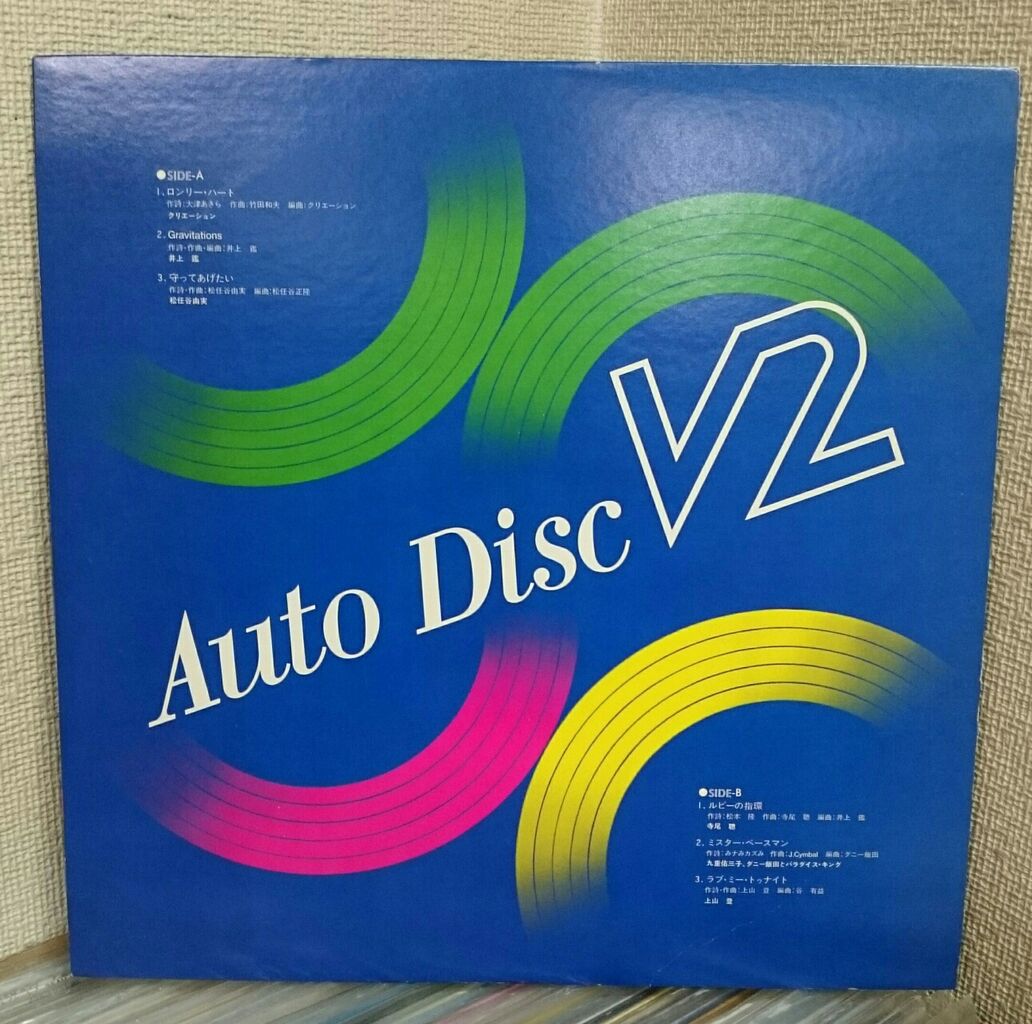 ●SIDE-A
1. ロンリー・ハート
作詩：大津あきら 作曲：竹田和夫 編曲：クリエーション
クリエーション
2. Gravitations
作詩・作曲・編曲：井上 鑑
井上 鑑
3. 守ってあげたい
作詩・作曲：松任谷由実 編曲：松任谷正隆
松任谷由実
Auto Disc V2
●SIDE-B
1. ルビーの指環
作詩：松本 隆 作曲：寺尾 聰 編曲：井上 鑑
寺尾 聰
2. ミスター・ベースマン
作詩：みナみカズみ 作曲：J.Cymbal 編曲：ダニー飯田
九重佑三子、ダニー飯田とパラダイス・キング
3. ラブ・ミー・トゥナイト
作詩・作曲：上山 登 編曲：谷 有益
上山 登